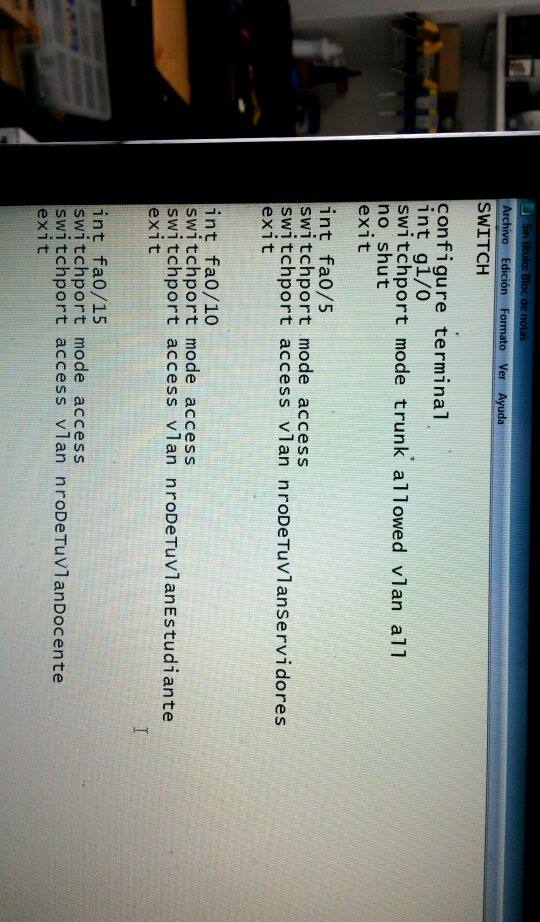 Sin título: Bloc de notas
Archivo Edición Formato Ver Ayuda
SWITCH
configure terminal
int g1/0
switchport mode trunk allowed vlan all
no shut
exit
int fa0/5
switchport mode access
switchport access vlan nroDeTuVlanServidores
exit
int fa0/10
switchport mode access
switchport access vlan nroDeTuVlanEstudiante
exit
int fa0/15
switchport mode access
switchport access vlan nroDeTuVlanDocente
exit